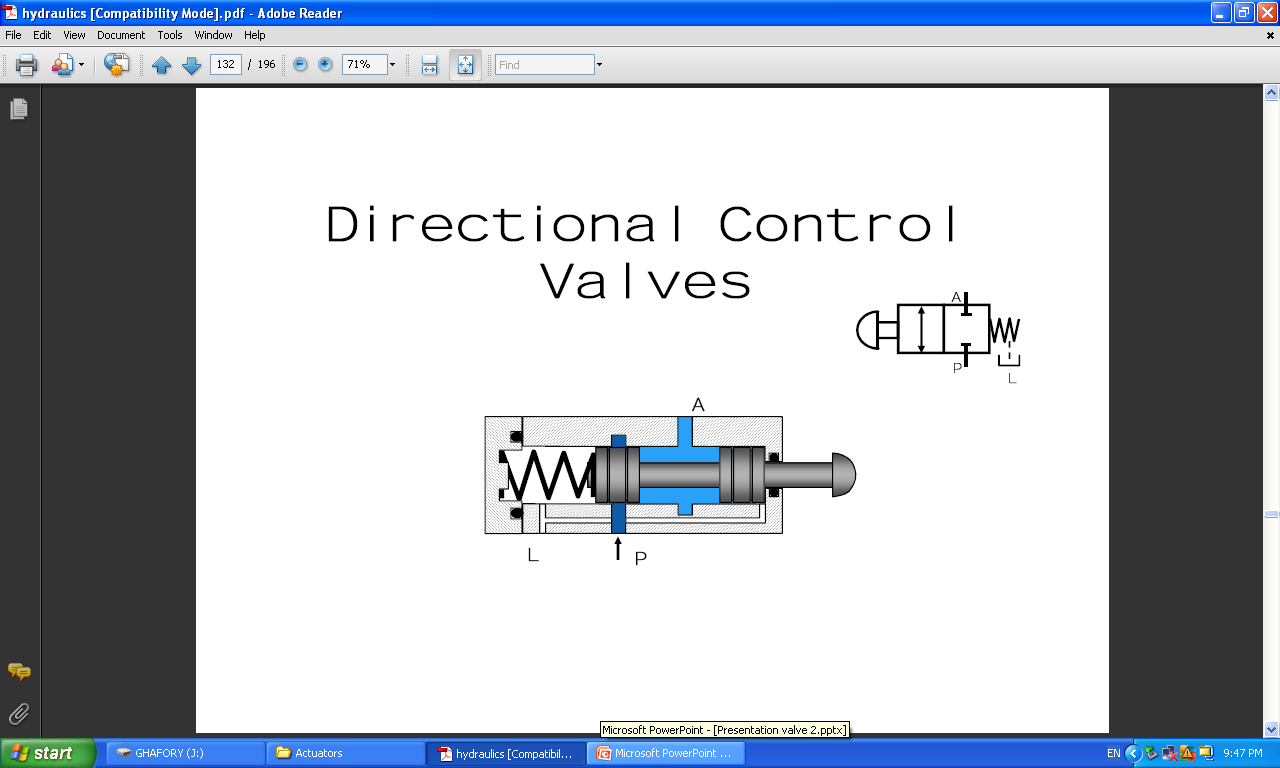 hydraulics [Compatibility Mode].pdf - Adobe Reader
File Edit View Document Tools Window Help
132 / 196 71% Find
Directional Control
Valves
A
P
L
A
L
P
Microsoft PowerPoint - [Presentation valve 2.pptx]
start GHAFORY (J:) Actuators hydraulics [Compatibil... Microsoft PowerPoint ... EN 9:47 PM